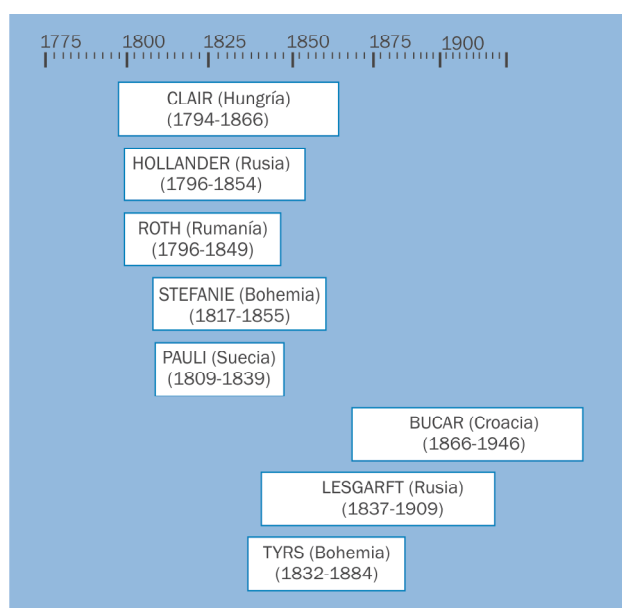 1775 1800 1825 1850 1875 1900
CLAIR (Hungría)
(1794-1866)
HOLLANDER (Rusia)
(1796-1854)
ROTH (Rumanía)
(1796-1849)
STEFANIE (Bohemia)
(1817-1855)
PAULI (Suecia)
(1809-1839)
BUCAR (Croacia)
(1866-1946)
LESGARFT (Rusia)
(1837-1909)
TYRS (Bohemia)
(1832-1884)